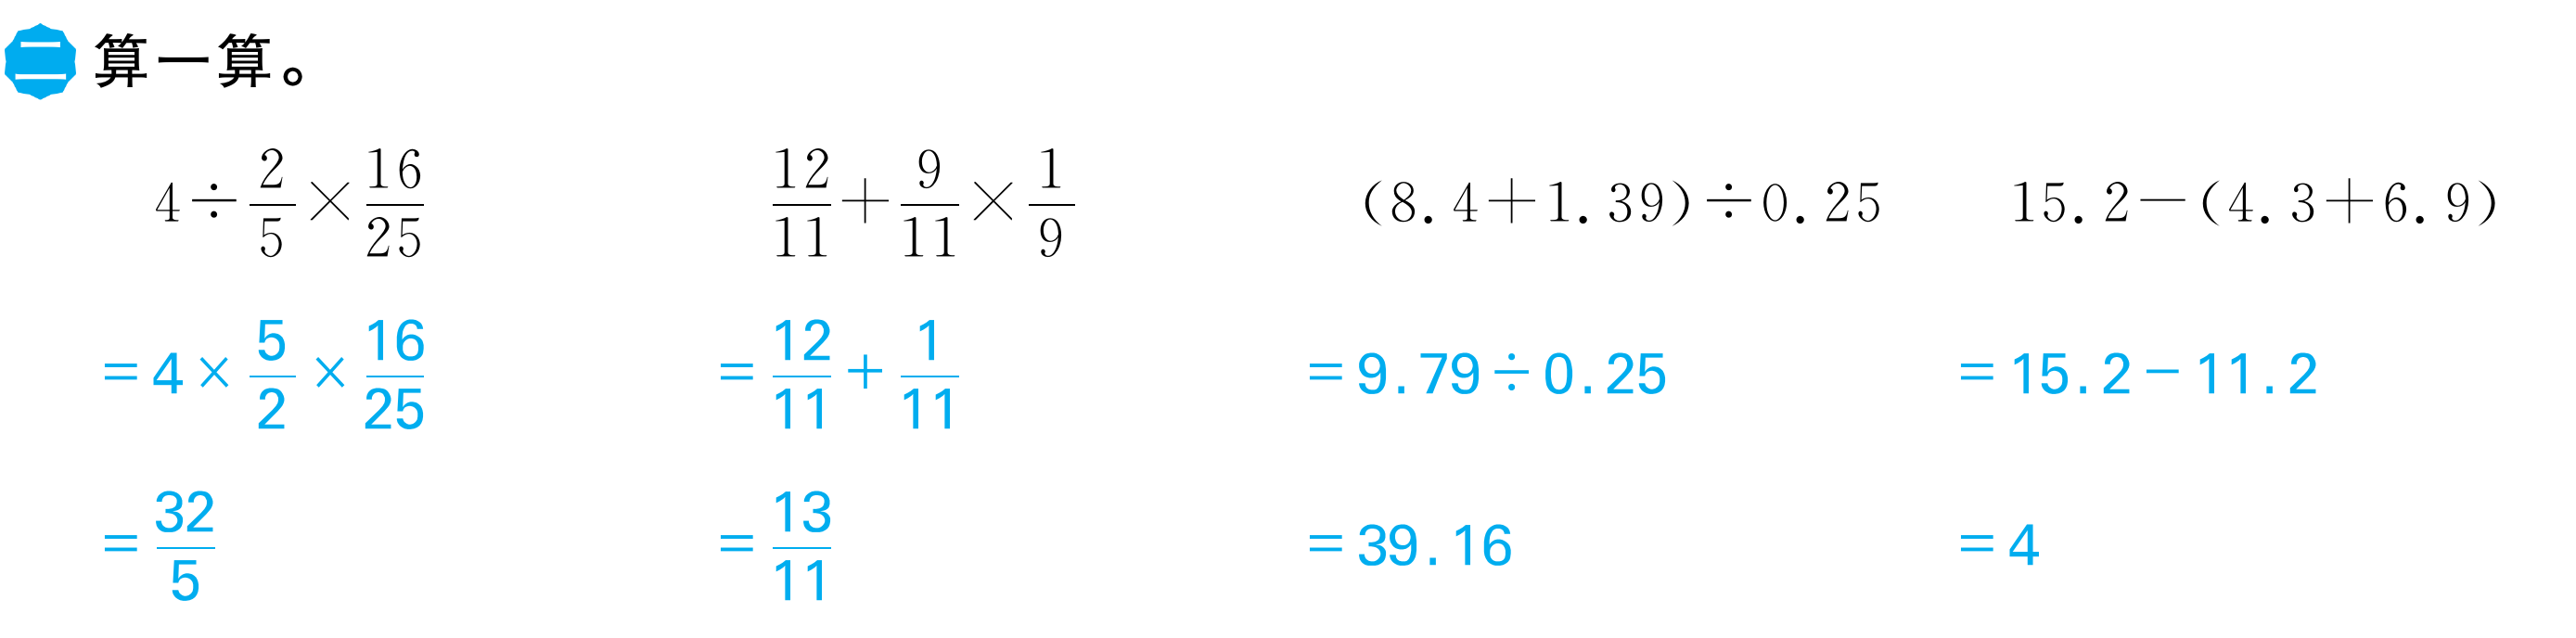 二 算一算。
4÷2/5×16/25 12/11+9/11×1/9 (8.4+1.39)÷0.25 15.2-(4.3+6.9)
=4×5/2×16/25 =12/11+1/11 =9.79÷0.25 =15.2-11.2
=32/5 =13/11 =39.16 =4